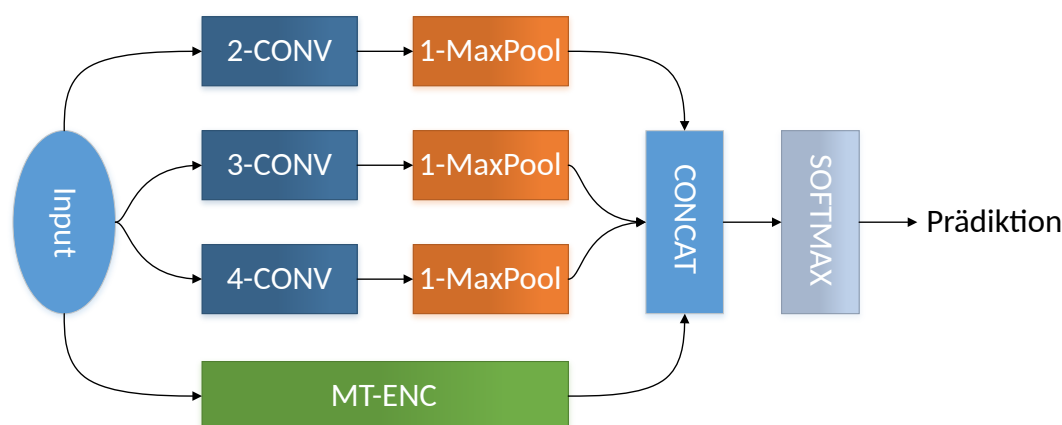 Input
2-CONV
1-MaxPool
3-CONV
1-MaxPool
4-CONV
1-MaxPool
MT-ENC
CONCAT
SOFTMAX
Prädiktion